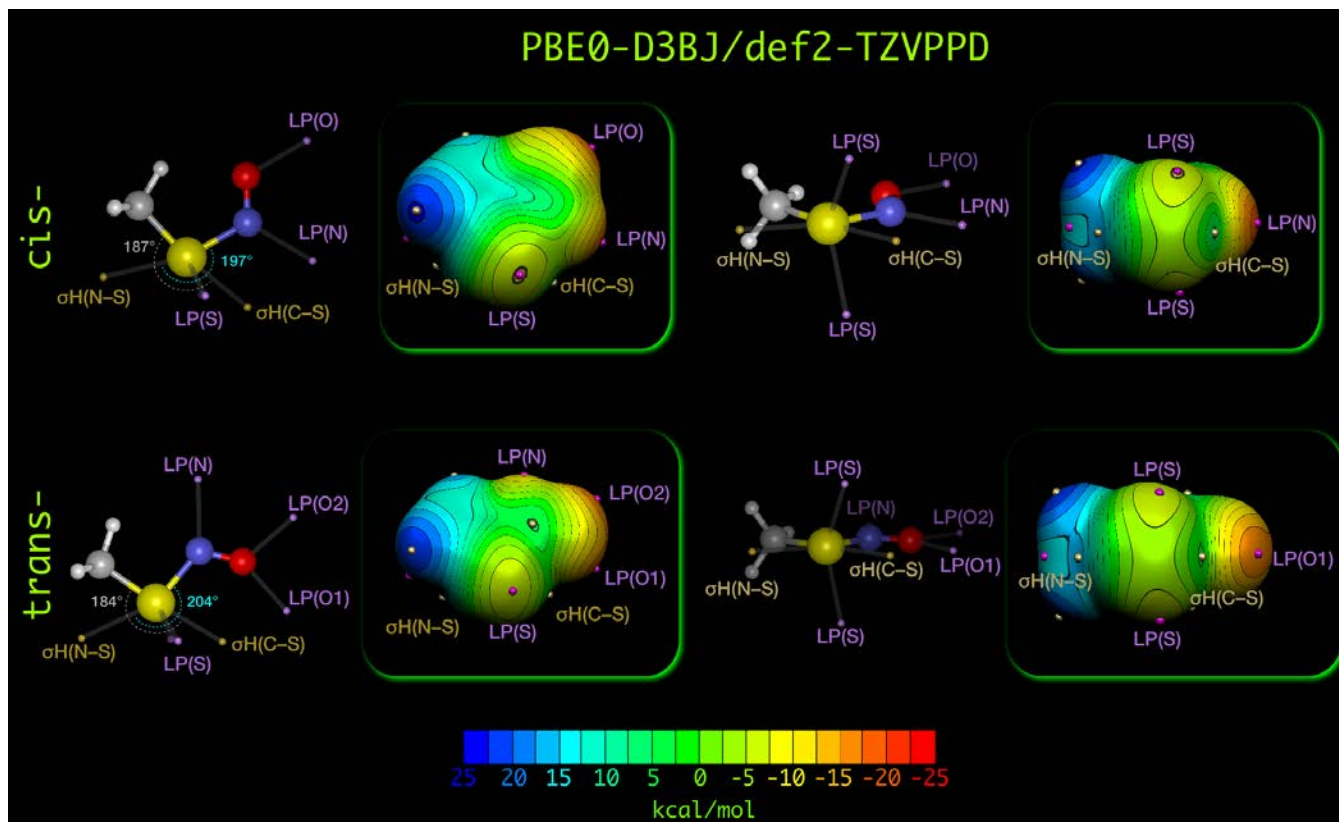 PBE0-D3BJ/def2-TZVPPD
cis-
LP(O)
LP(N)
187°
197°
σH(N–S)
LP(S)
σH(C–S)
LP(O)
LP(N)
σH(N–S)
σH(C–S)
LP(S)
LP(S)
LP(O)
LP(N)
σH(N–S)
σH(C–S)
LP(S)
LP(S)
LP(N)
σH(N–S)
σH(C–S)
LP(S)
trans-
LP(N)
LP(O2)
184°
204°
LP(O1)
σH(N–S)
LP(S)
σH(C–S)
LP(N)
LP(O2)
LP(O1)
σH(N–S)
σH(C–S)
LP(S)
LP(S)
LP(N)
LP(O2)
LP(O1)
σH(C–S)
σH(N–S)
LP(S)
LP(S)
LP(O1)
σH(N–S)
σH(C–S)
LP(S)
25 20 15 10 5 0 -5 -10 -15 -20 -25
kcal/mol